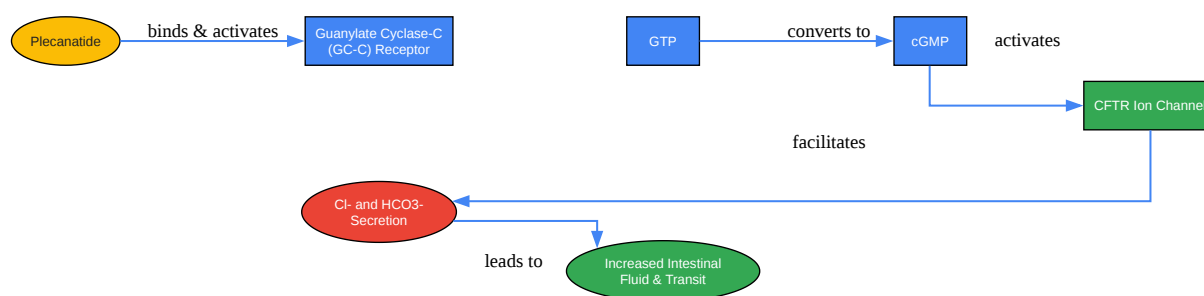 Plecanatide
binds & activates
Guanylate Cyclase-C
(GC-C) Receptor
GTP
converts to
cGMP
activates
CFTR Ion Channel
facilitates
Cl- and HCO3-
Secretion
leads to
Increased Intestinal
Fluid & Transit